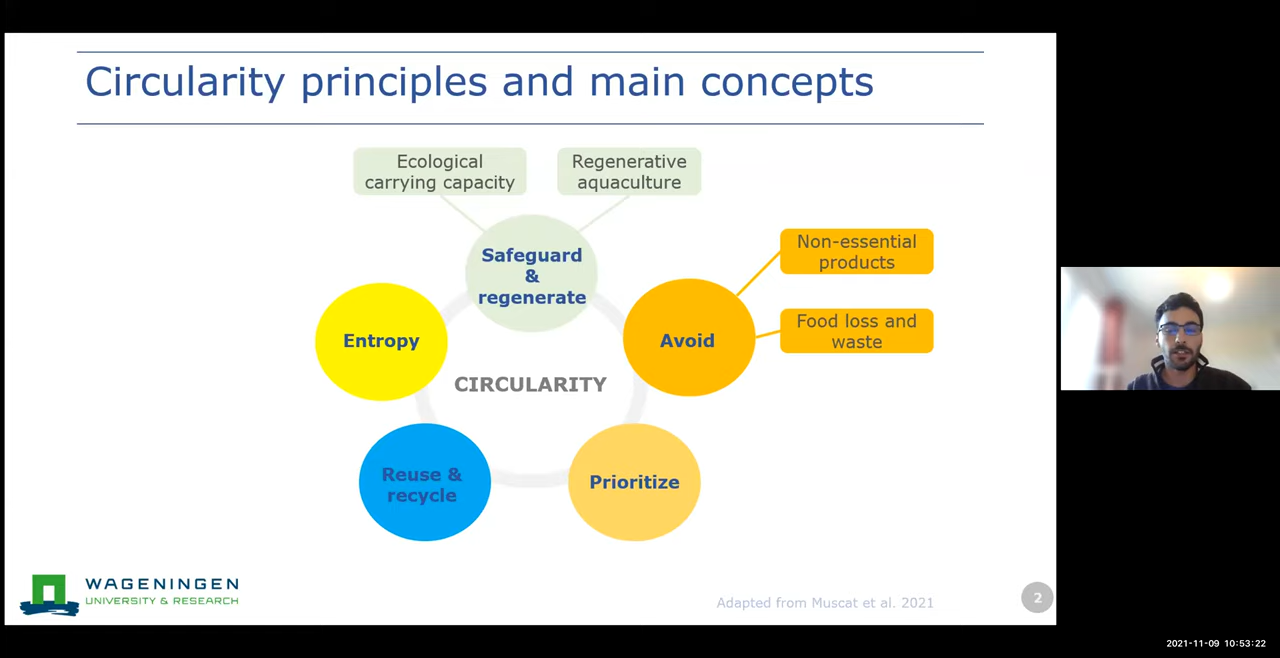 Circularity principles and main concepts
Ecological
carrying capacity
Regenerative
aquaculture
Safeguard
&
regenerate
Non-essential
products
Food loss and
waste
Entropy
Avoid
CIRCULARITY
Reuse &
recycle
Prioritize
WAGENINGEN
UNIVERSITY & RESEARCH
Adapted from Muscat et al. 2021
2
2021-11-09 10:53:22